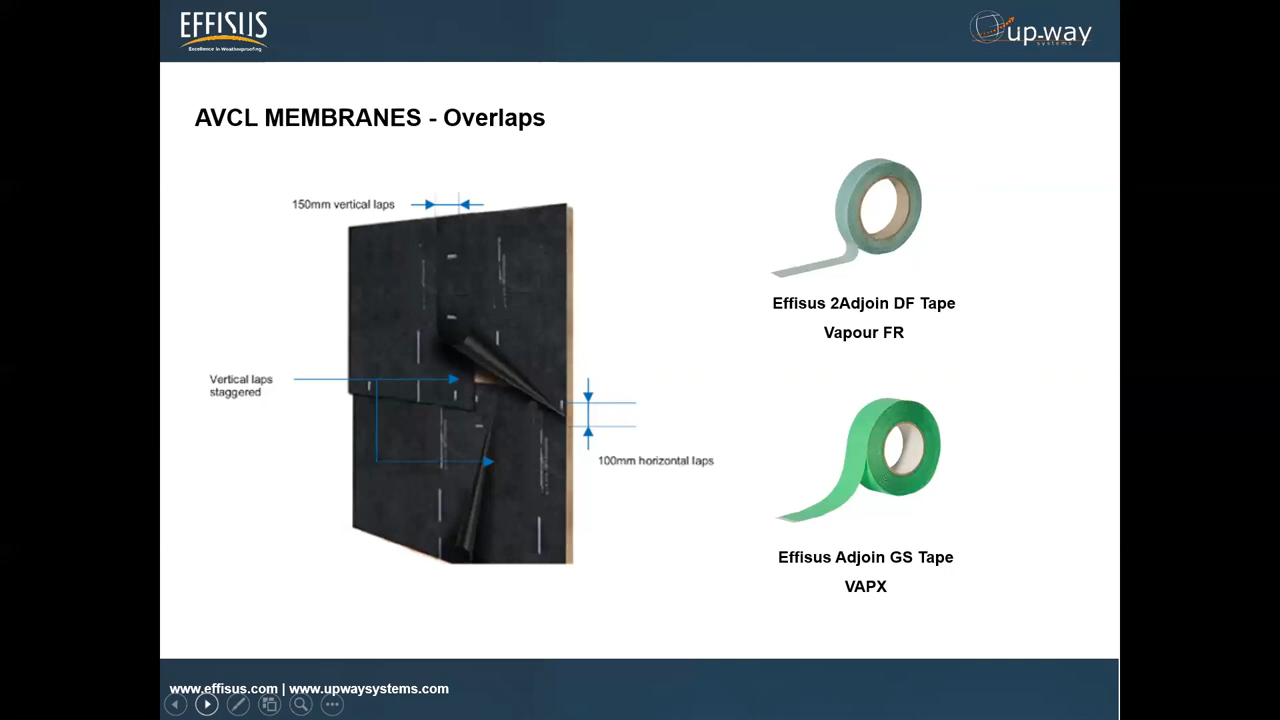 EFFISUS
Excellence in Weatherproofing
up-way
systems
AVCL MEMBRANES - Overlaps
150mm vertical laps
Vertical laps
staggered
100mm horizontal laps
Effisus 2Adjoin DF Tape
Vapour FR
Effisus Adjoin GS Tape
VAPX
www.effisus.com | www.upwaysystems.com